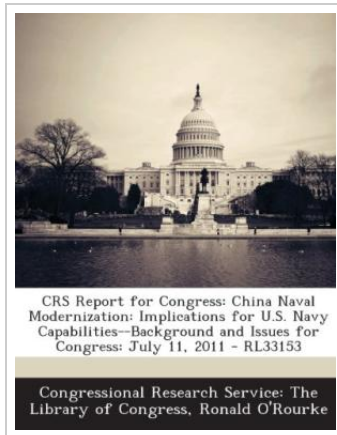 CRS Report for Congress: China Naval
Modernization: Implications for U.S. Navy
Capabilities--Background and Issues for
Congress: July 11, 2011 - RL33153
Congressional Research Service: The
Library of Congress, Ronald O'Rourke